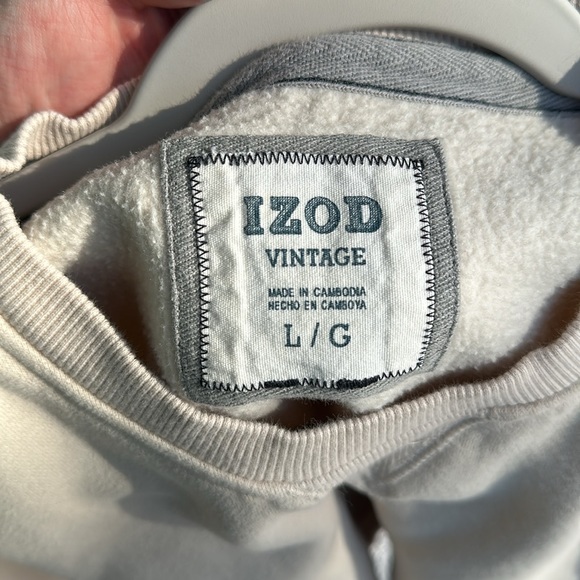 IZOD
VINTAGE
MADE IN CAMBODIA
HECHO EN CAMBOYA
L / G